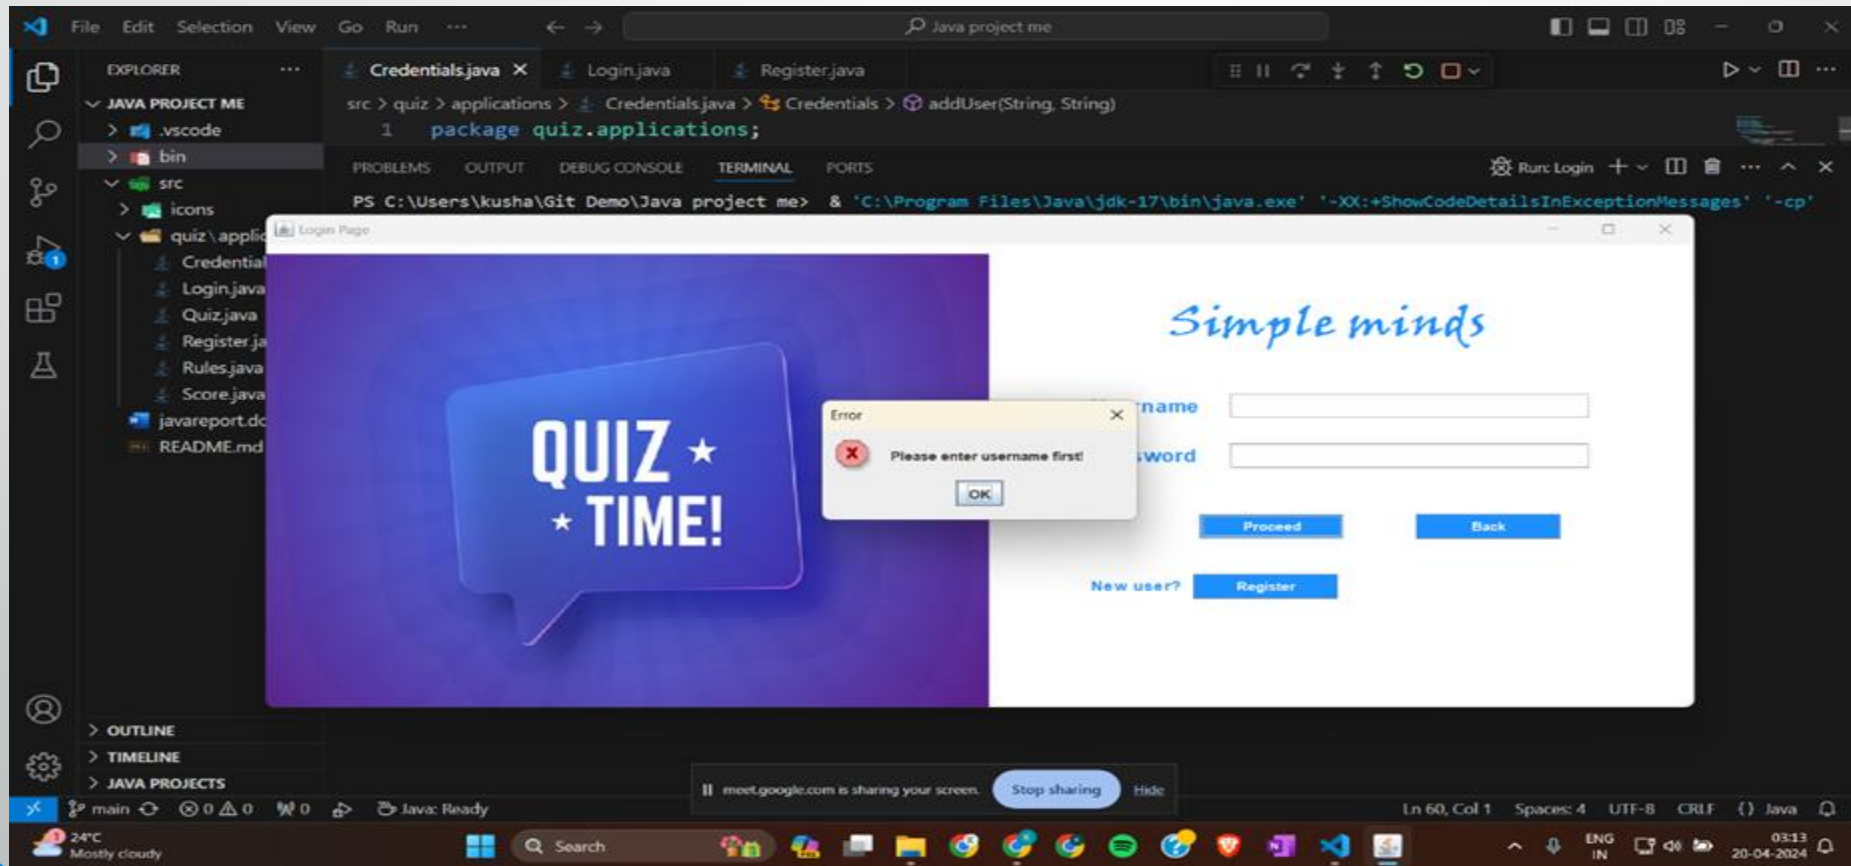 File Edit Selection View Go Run ···
Java project me
EXPLORER
Credentials.java
Login.java
Register.java
JAVA PROJECT ME
src > quiz > applications > Credentials.java > Credentials > addUser(String, String)
.vscode
1 package quiz.applications;
bin
PROBLEMS OUTPUT DEBUG CONSOLE TERMINAL PORTS
Run: Login
src
icons
PS C:\Users\kusha\Git Demo\Java project me> & 'C:\Program Files\Java\jdk-17\bin\java.exe' '-XX:+ShowCodeDetailsInExceptionMessages' '-cp'
quiz\applic
Login Page
Credential
Login.java
Quiz.java
Register.ja
Rules.java
Score.java
javareport.dc
README.md
QUIZ
TIME!
Simple minds
name
sword
Error
Please enter username first!
OK
Proceed
Back
New user?
Register
OUTLINE
TIMELINE
JAVA PROJECTS
meet.google.com is sharing your screen.
Stop sharing
Hide
main 0 0 0 Java: Ready
Ln 60, Col 1 Spaces: 4 UTF-8 CRLF {} Java
1
24°C
Mostly cloudy
Search
ENG
IN
03:13
20-04-2024